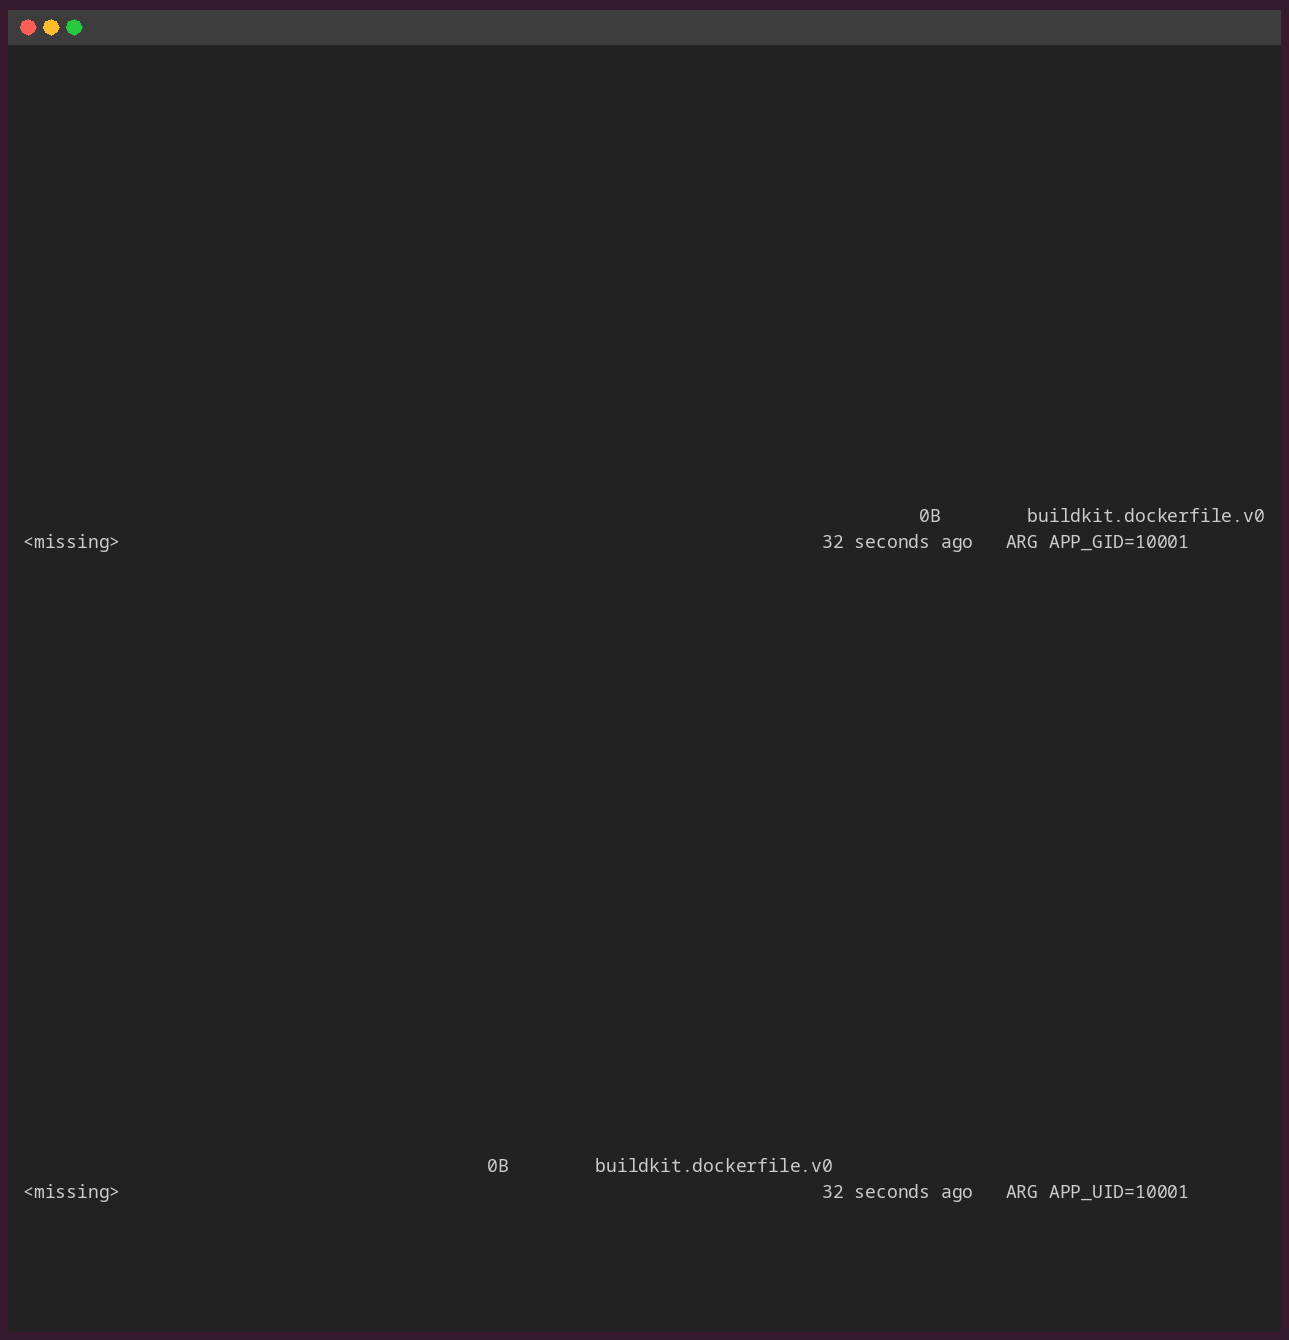 0B        buildkit.dockerfile.v0
<missing>                                                                 32 seconds ago   ARG APP_GID=10001
0B        buildkit.dockerfile.v0
<missing>                                                                 32 seconds ago   ARG APP_UID=10001